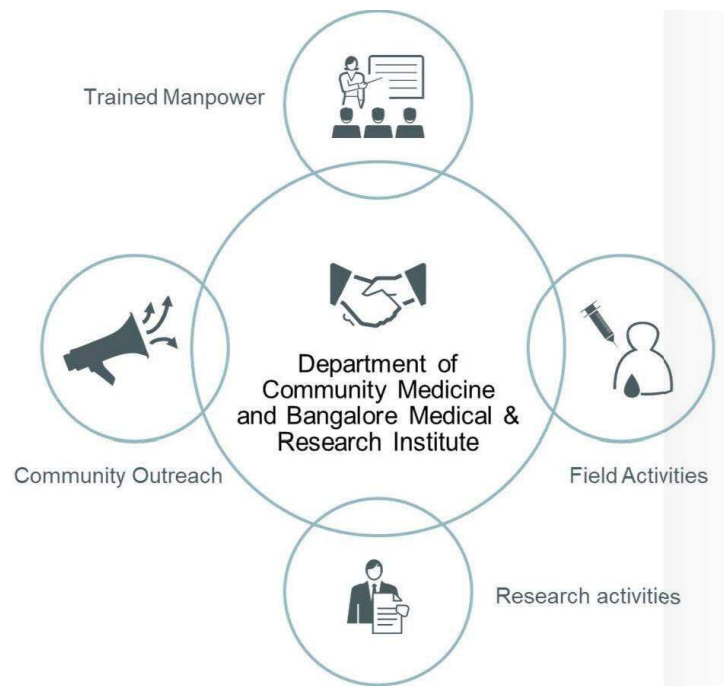 Trained Manpower
Department of
Community Medicine
and Bangalore Medical &
Research Institute
Community Outreach
Field Activities
Research activities